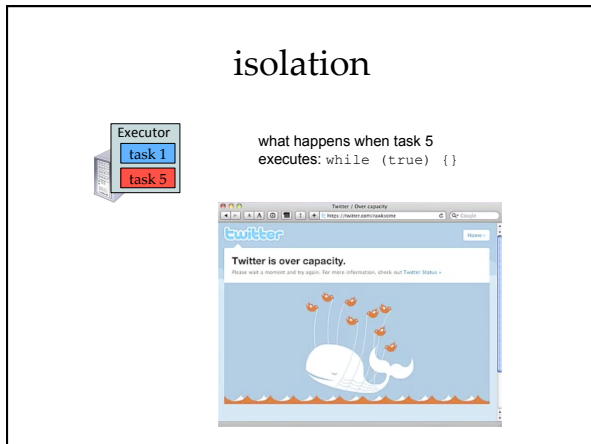 isolation
Executor
task 1
task 5
what happens when task 5
executes: while (true) {}
Twitter / Over capacity
twitter
Home
Twitter is over capacity.
Please wait a moment and try again. For more information, check out Twitter Status »